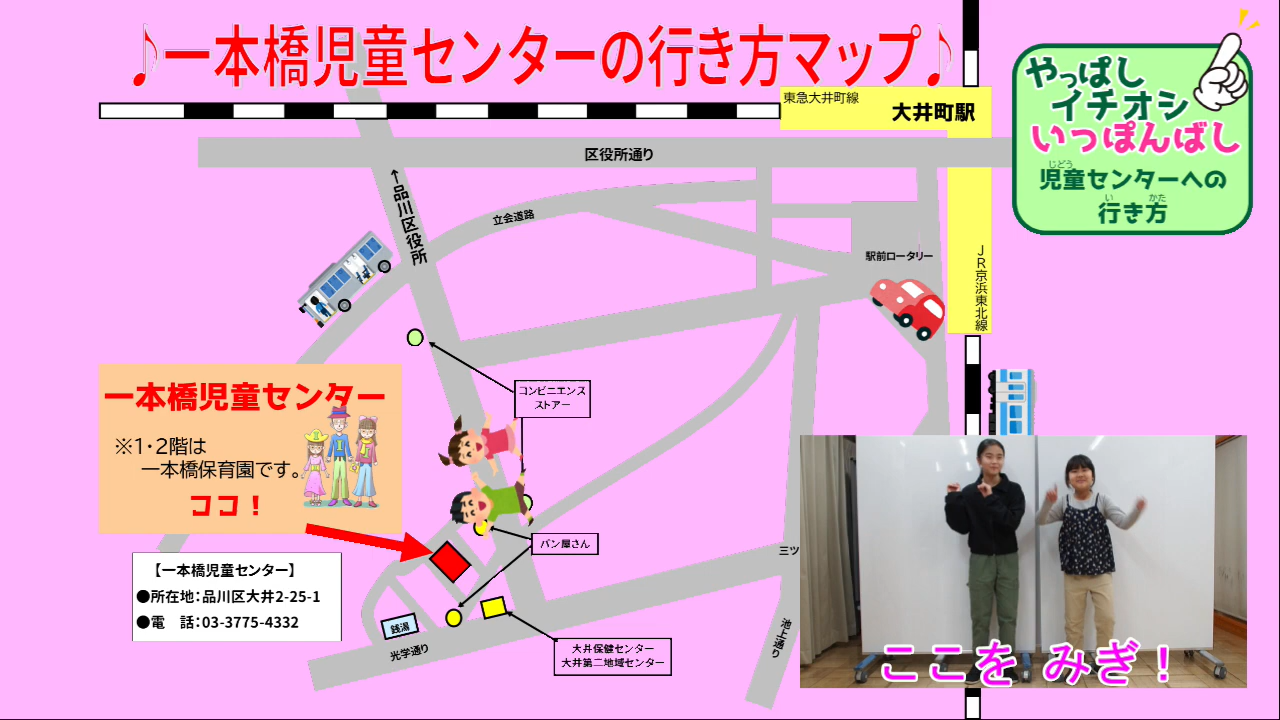 ♪一本橋児童センターの行き方マップ♪
やっぱし
イチオシ
いっぽんばし
じどう
児童センターへの
い かた
行き方
東急大井町線
大井町駅
区役所通り
↑品川区役所
立会道路
駅前ロータリー
JR京浜東北線
コンビニエンス
ストアー
一本橋児童センター
※1・2階は
一本橋保育園です。
ココ！
パン屋さん
三ツ
【一本橋児童センター】
●所在地：品川区大井2-25-1
●電　話：03-3775-4332
銭湯
光学通り
大井保健センター
大井第二地域センター
池上通り
ここを みぎ！